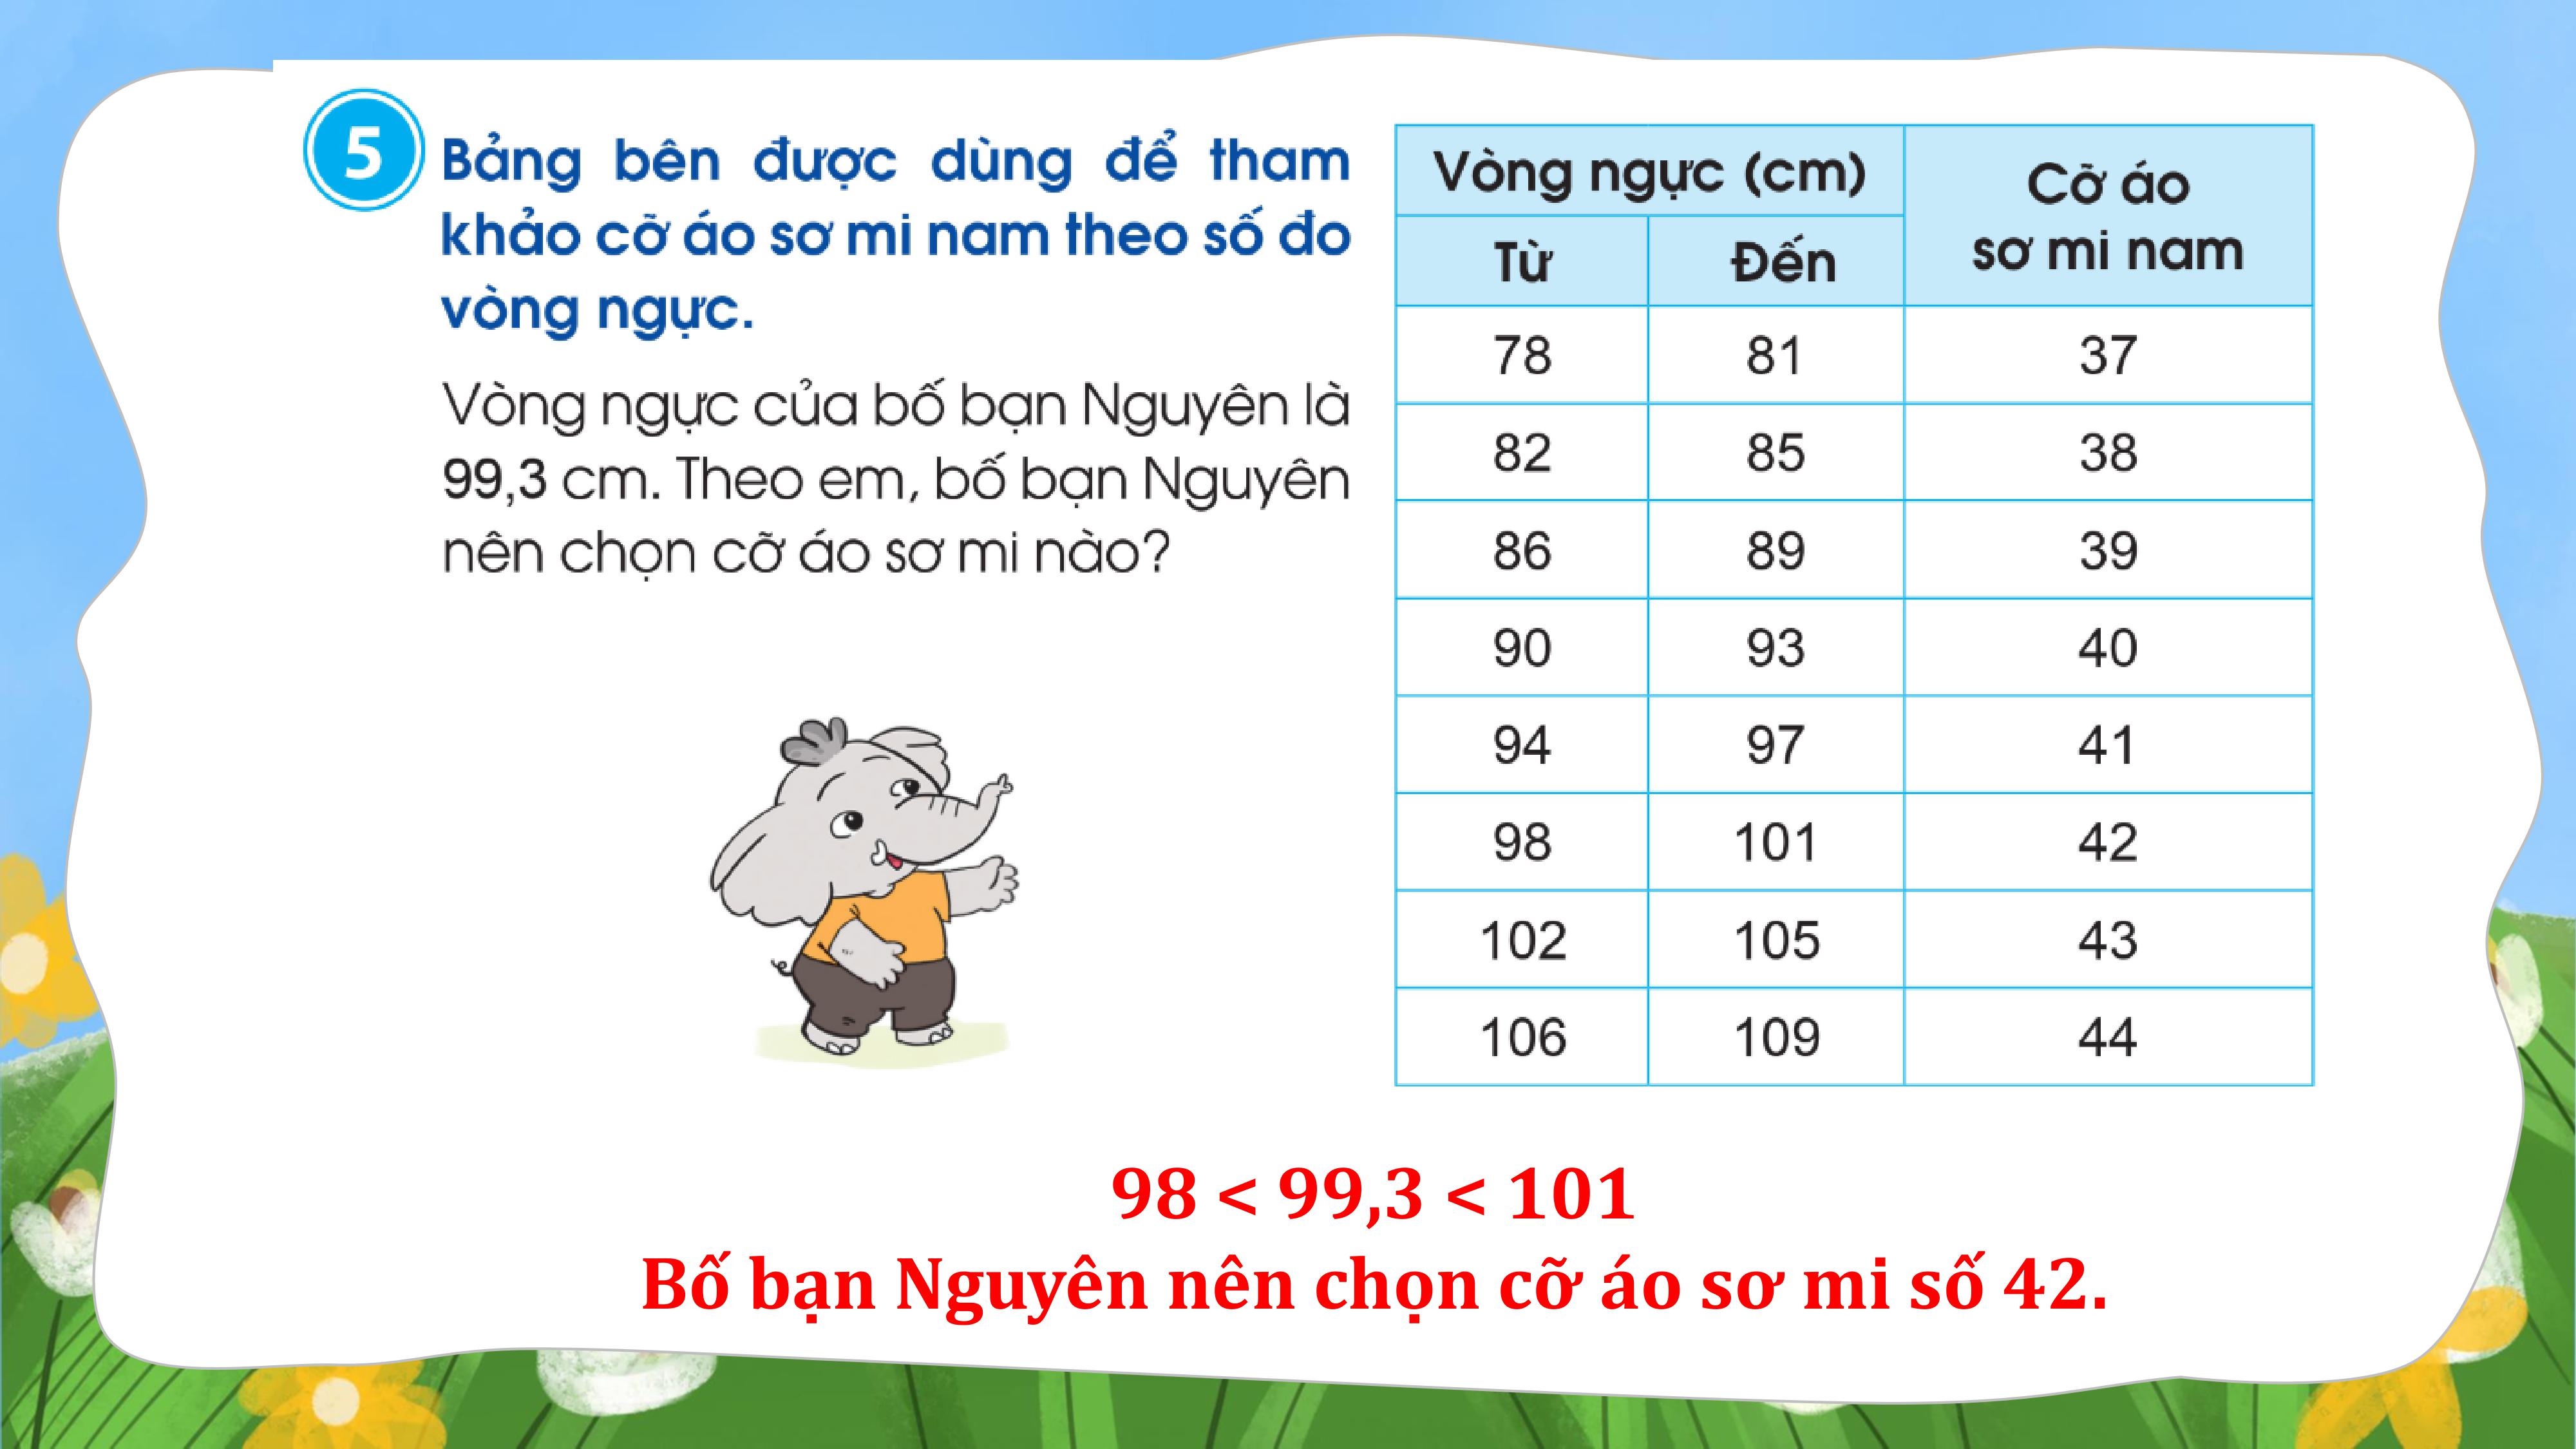 5
Bảng bên được dùng để tham
khảo cỡ áo sơ mi nam theo số đo
vòng ngực.
Vòng ngực của bố bạn Nguyên là
99,3 cm. Theo em, bố bạn Nguyên
nên chọn cỡ áo sơ mi nào?
Vòng ngực (cm)
Cỡ áo
sơ mi nam
Từ Đến
78 81 37
82 85 38
86 89 39
90 93 40
94 97 41
98 101 42
102 105 43
106 109 44
98 < 99,3 < 101
Bố bạn Nguyên nên chọn cỡ áo sơ mi số 42.